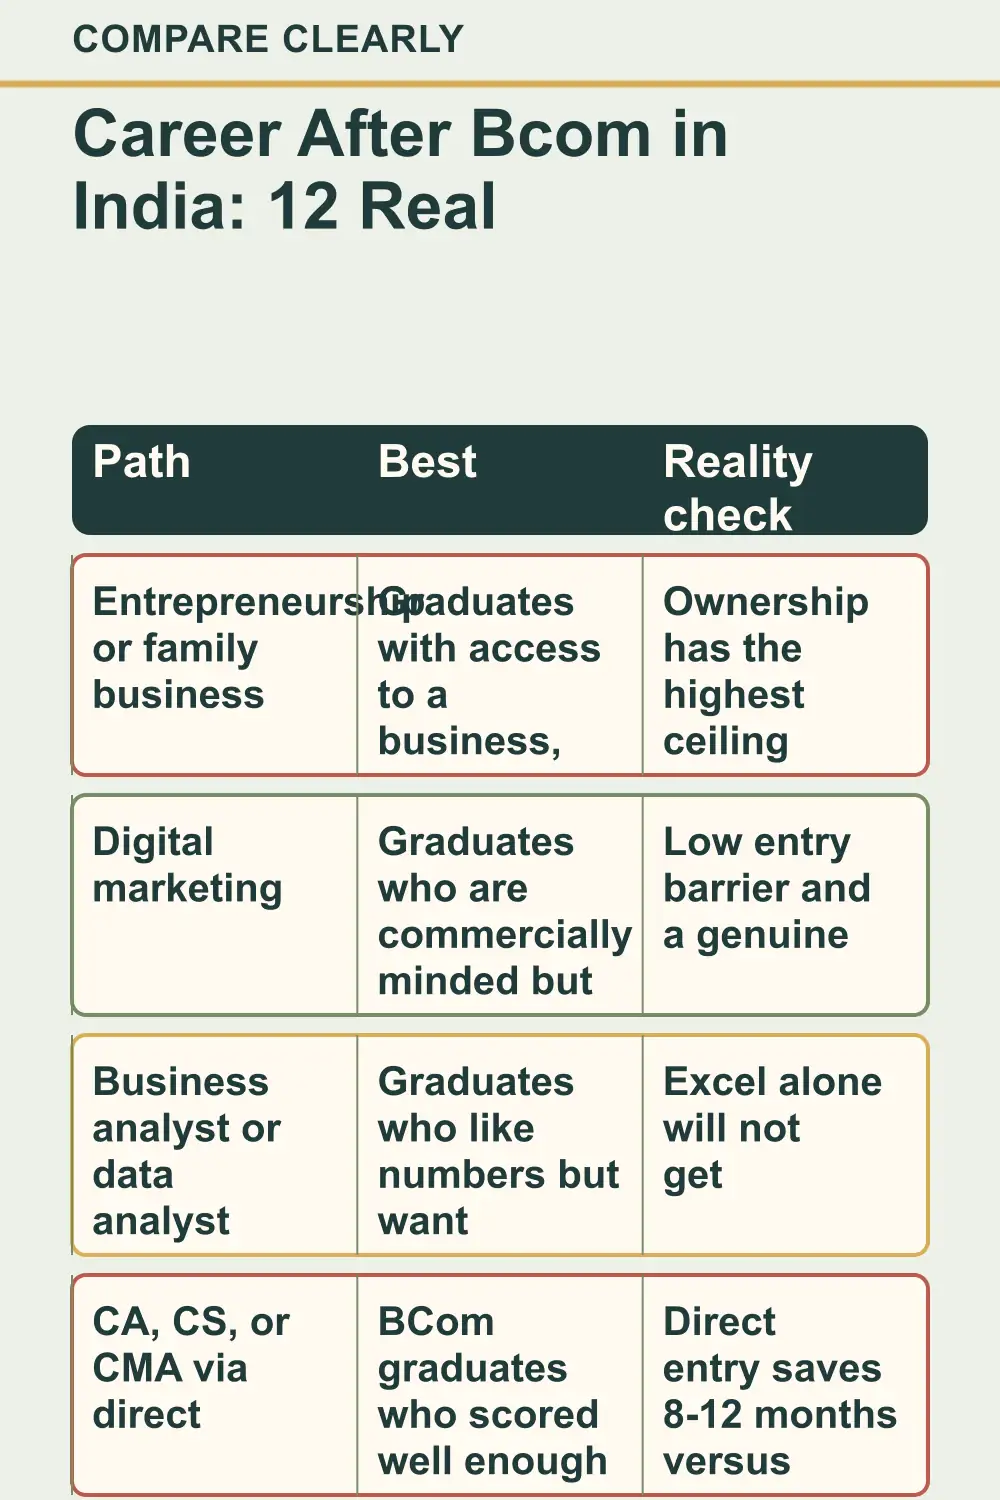 COMPARE CLEARLY
Career After Bcom in
India: 12 Real
Path
Best
Reality
check
Entrepreneurship
or family
business
Graduates
with access
to a
business,
Ownership
has the
highest
ceiling
Digital
marketing
Graduates
who are
commercially
minded but
Low entry
barrier and
a genuine
Business
analyst or
data
analyst
Graduates
who like
numbers but
want
Excel alone
will not
get
CA, CS, or
CMA via
direct
BCom
graduates
who scored
well enough
Direct
entry saves
8-12 months
versus